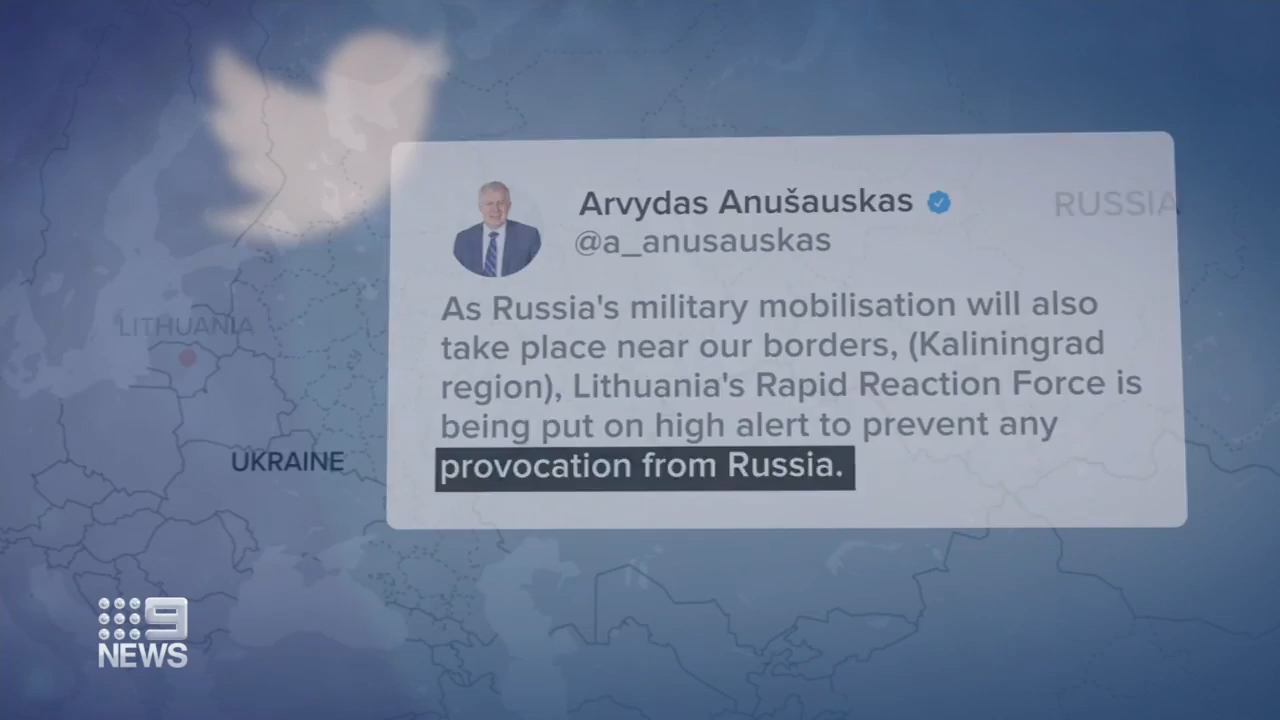 Arvydas Anušauskas
@a_anusauskas
RUSSIA
As Russia's military mobilisation will also
take place near our borders, (Kaliningrad
region), Lithuania's Rapid Reaction Force is
being put on high alert to prevent any
provocation from Russia.
LITHUANIA
UKRAINE
9
NEWS